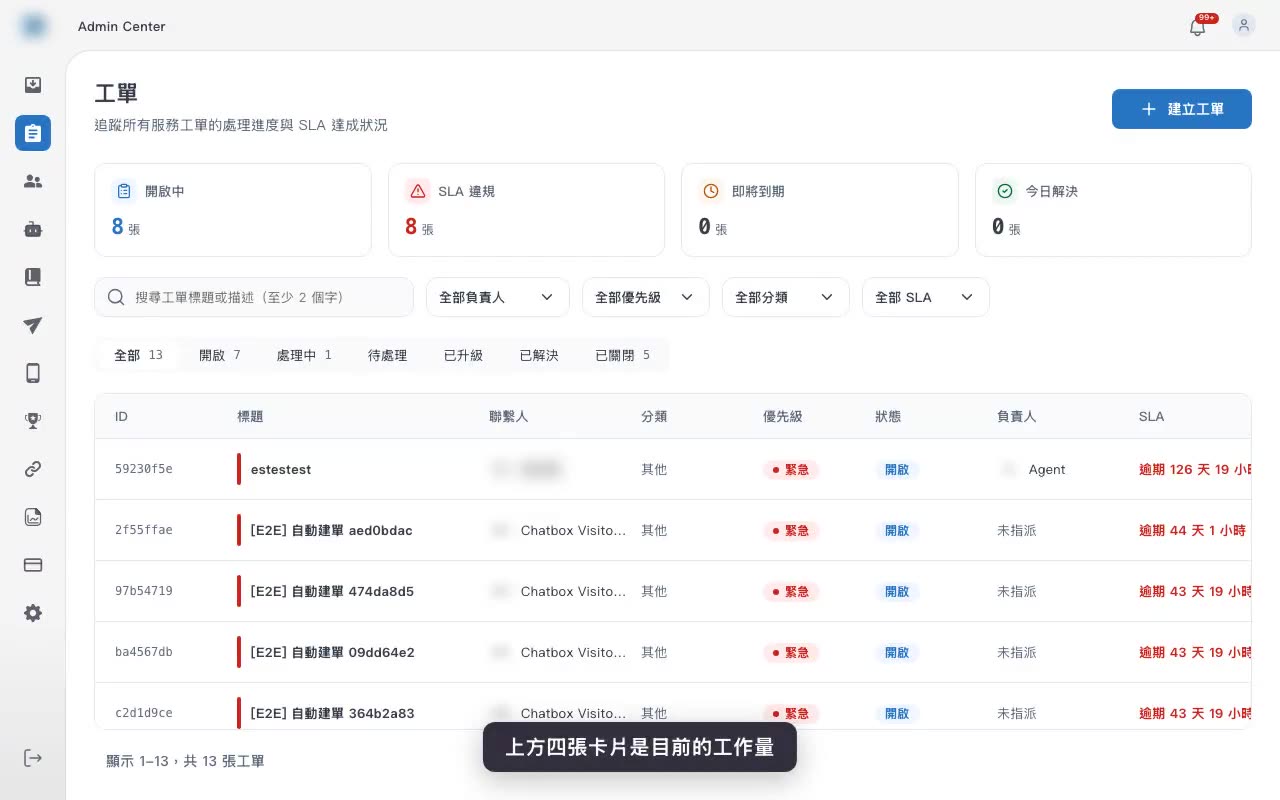 Admin Center
99+
工單
追蹤所有服務工單的處理進度與 SLA 達成狀況
建立工單
開啟中
8 張
SLA 違規
8 張
即將到期
0 張
今日解決
0 張
搜尋工單標題或描述（至少 2 個字）
全部負責人
全部優先級
全部分類
全部 SLA
全部 13 開啟 7 處理中 1 待處理 已升級 已解決 已關閉 5
ID 標題 聯繫人 分類 優先級 狀態 負責人 SLA
59230f5e estestest 其他 緊急 開啟 Agent 逾期 126 天 19 小
2f55ffae [E2E] 自動建單 aed0bdac Chatbox Visito... 其他 緊急 開啟 未指派 逾期 44 天 1 小時
97b54719 [E2E] 自動建單 474da8d5 Chatbox Visito... 其他 緊急 開啟 未指派 逾期 43 天 19 小時
ba4567db [E2E] 自動建單 09dd64e2 Chatbox Visito... 其他 緊急 開啟 未指派 逾期 43 天 19 小時
c2d1d9ce [E2E] 自動建單 364b2a83 Chatbox Visito... 其他 緊急 開啟 未指派 逾期 43 天 19 小時
上方四張卡片是目前的工作量
顯示 1–13，共 13 張工單